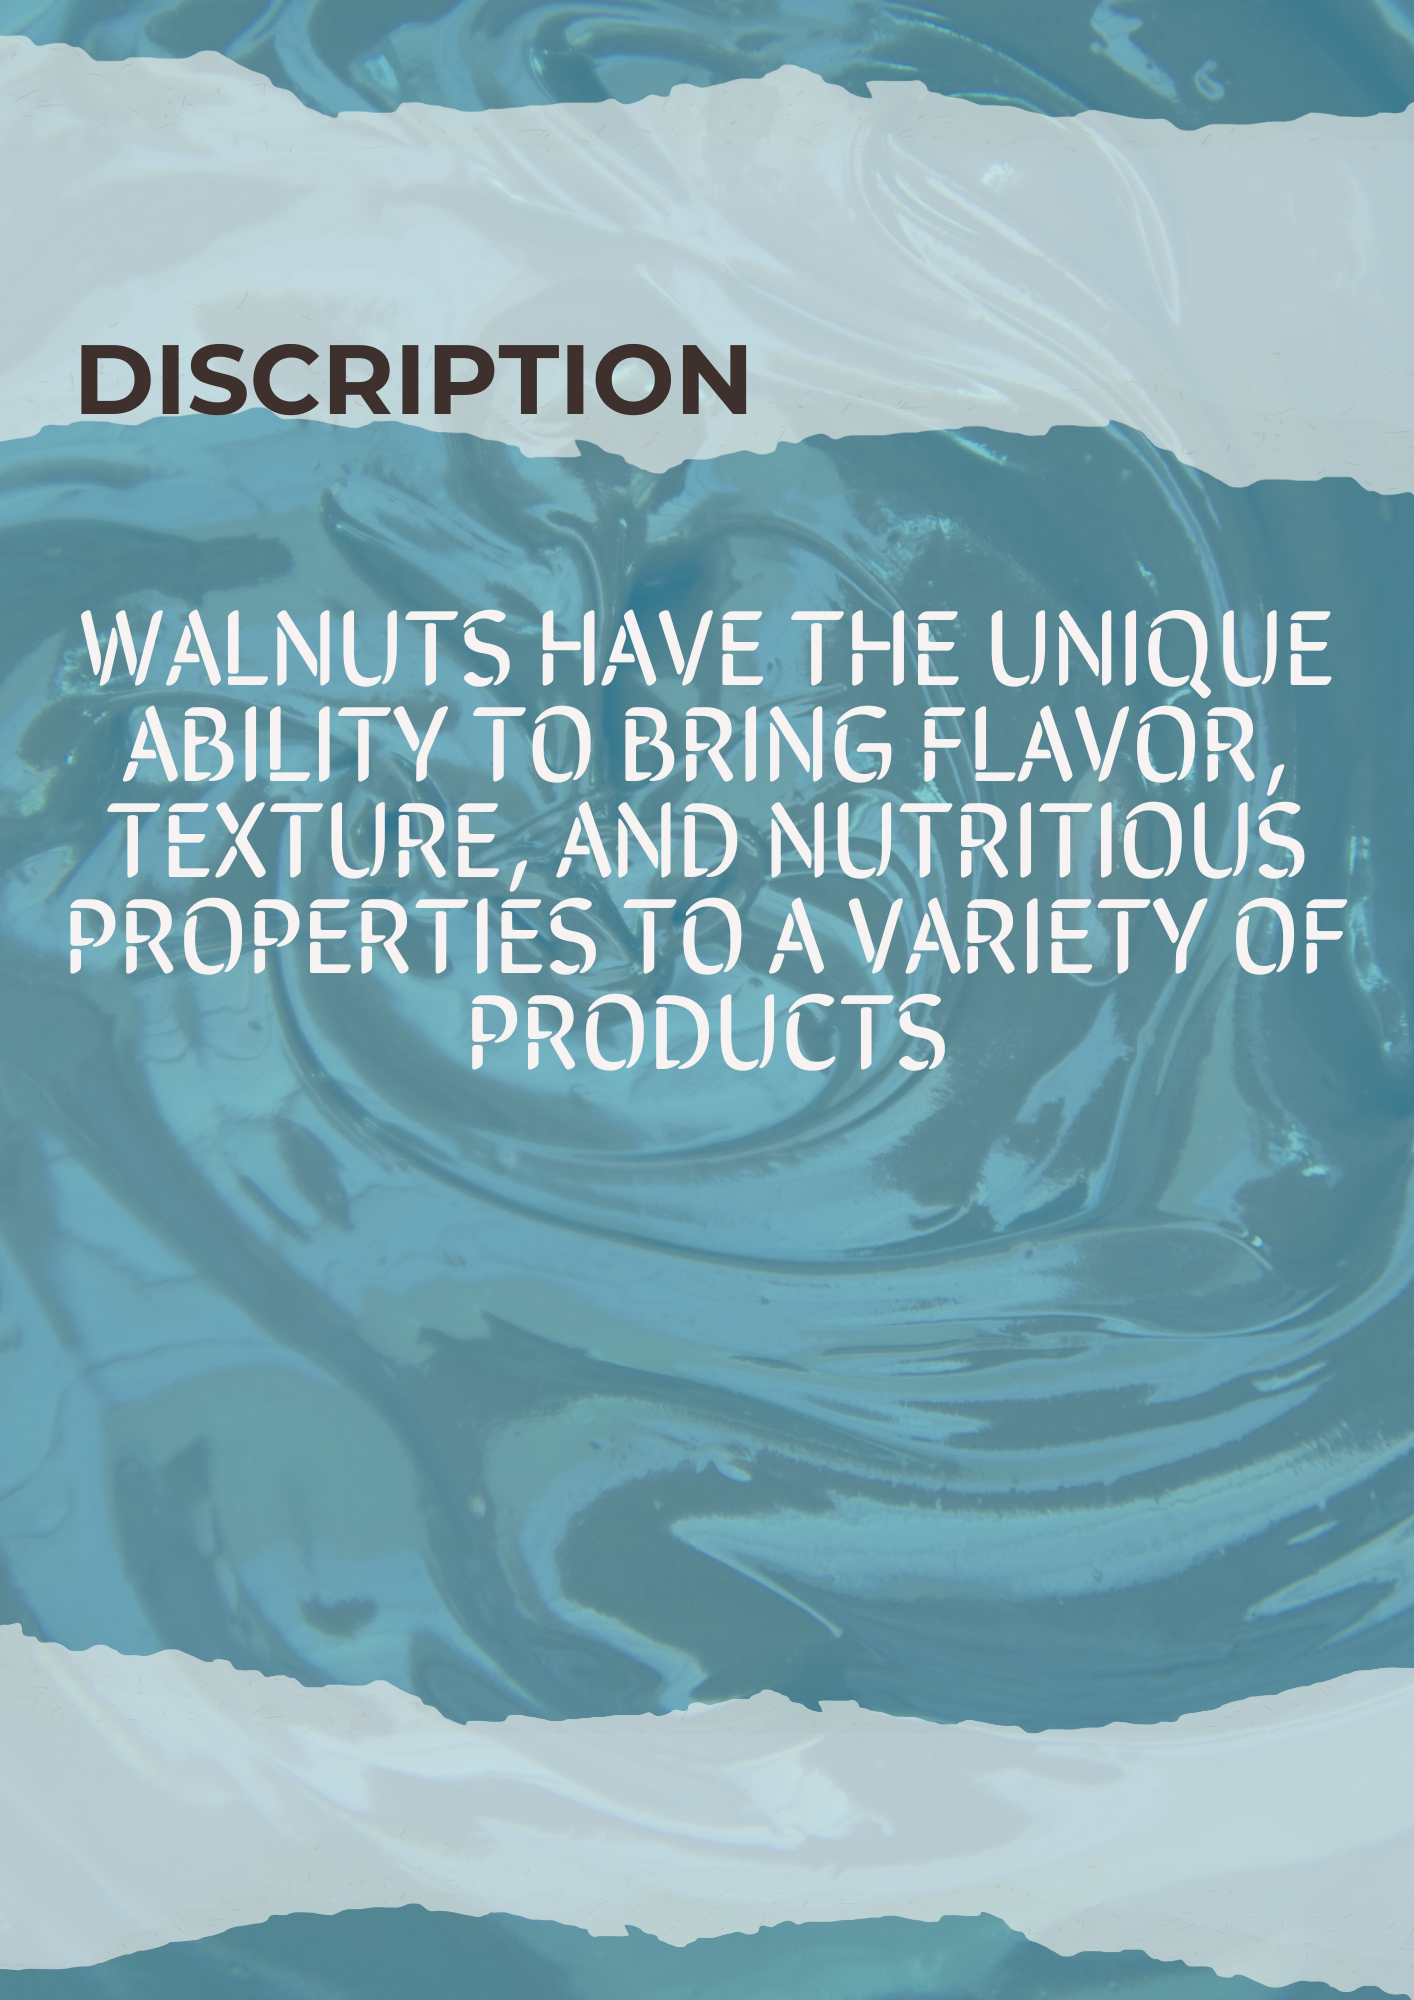 DISCRIPTION
WALNUTS HAVE THE UNIQUE
ABILITY TO BRING FLAVOR,
TEXTURE, AND NUTRITIOUS
PROPERTIES TO A VARIETY OF
PRODUCTS